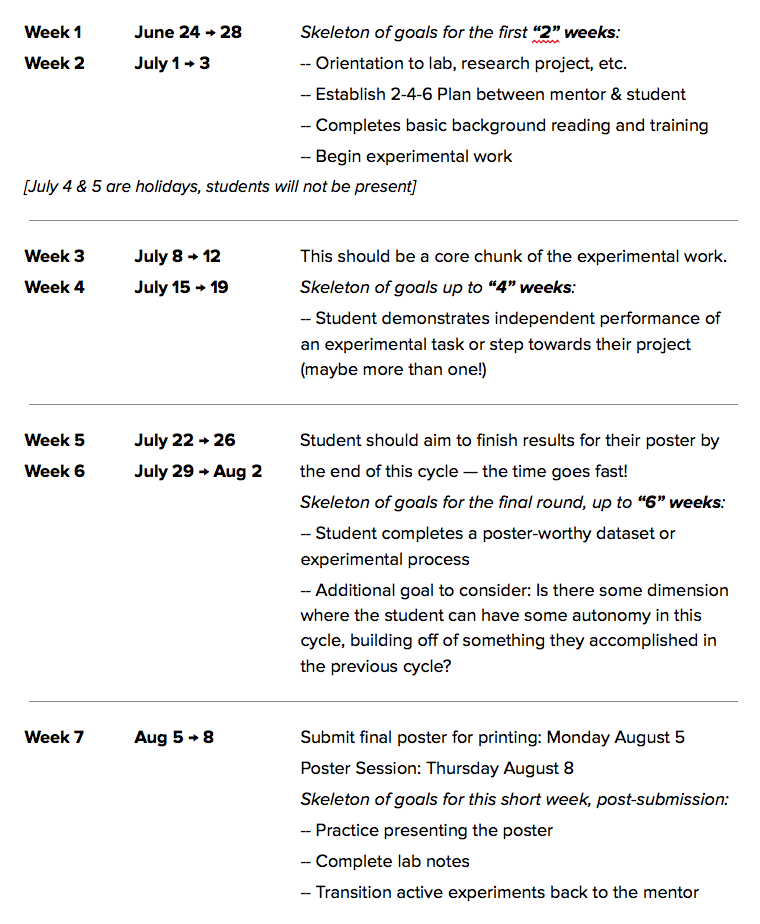 Week 1 June 24 → 28 Skeleton of goals for the first “2” weeks:
Week 2 July 1 → 3 -- Orientation to lab, research project, etc.
-- Establish 2-4-6 Plan between mentor & student
-- Completes basic background reading and training
-- Begin experimental work
[July 4 & 5 are holidays, students will not be present]
Week 3 July 8 → 12 This should be a core chunk of the experimental work.
Week 4 July 15 → 19 Skeleton of goals up to “4” weeks:
-- Student demonstrates independent performance of
an experimental task or step towards their project
(maybe more than one!)
Week 5 July 22 → 26 Student should aim to finish results for their poster by
Week 6 July 29 → Aug 2 the end of this cycle — the time goes fast!
Skeleton of goals for the final round, up to “6” weeks:
-- Student completes a poster-worthy dataset or
experimental process
-- Additional goal to consider: Is there some dimension
where the student can have some autonomy in this
cycle, building off of something they accomplished in
the previous cycle?
Week 7 Aug 5 → 8 Submit final poster for printing: Monday August 5
Poster Session: Thursday August 8
Skeleton of goals for this short week, post-submission:
-- Practice presenting the poster
-- Complete lab notes
-- Transition active experiments back to the mentor